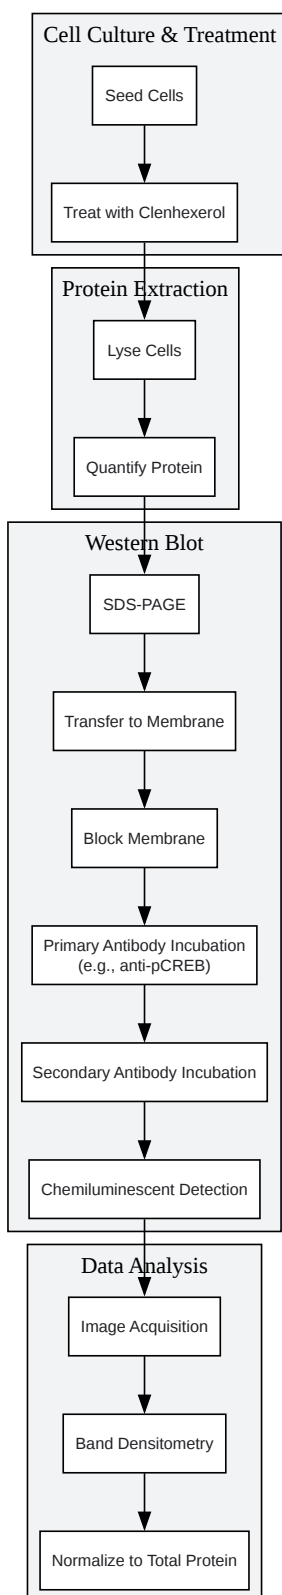 Cell Culture & Treatment
Seed Cells
Treat with Clenhexerol
Protein Extraction
Lyse Cells
Quantify Protein
Western Blot
SDS-PAGE
Transfer to Membrane
Block Membrane
Primary Antibody Incubation
(e.g., anti-pCREB)
Secondary Antibody Incubation
Chemiluminescent Detection
Data Analysis
Image Acquisition
Band Densitometry
Normalize to Total Protein